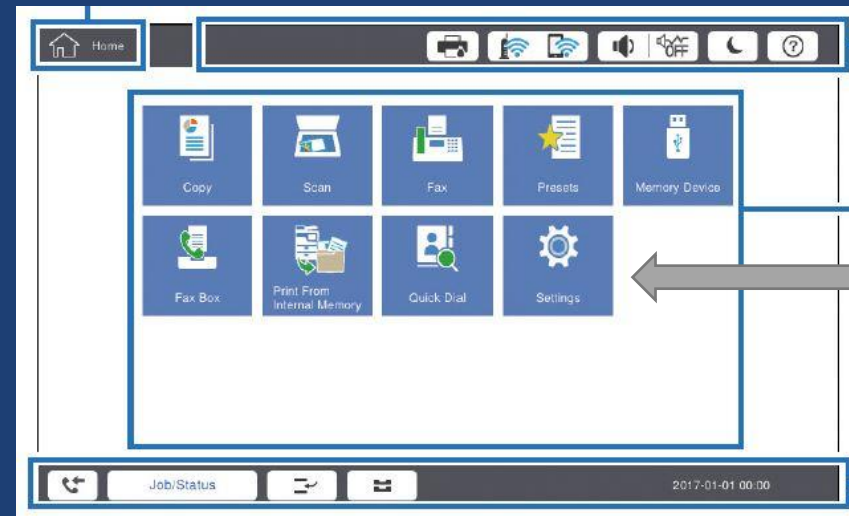 Home
OFF
?
Copy
Scan
Fax
Presets
Memory Device
Fax Box
Print From
Internal Memory
Quick Dial
Settings
Job/Status
2017-01-01 00:00